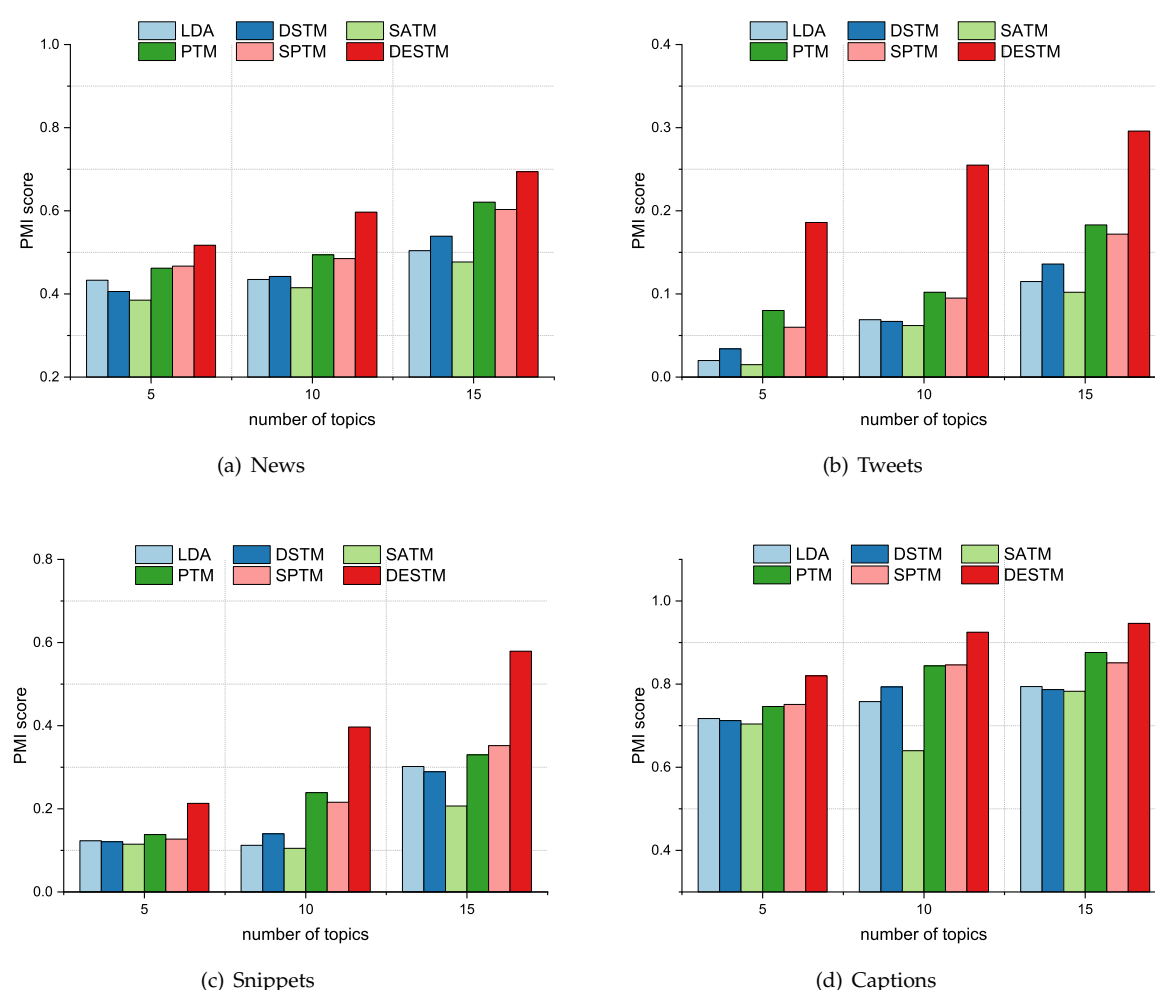 LDA DSTM SATM
PTM SPTM DESTM
1.0
0.8
0.6
0.4
0.2
PMI score
5 10 15
number of topics
(a) News
LDA DSTM SATM
PTM SPTM DESTM
0.4
0.3
0.2
0.1
0.0
PMI score
5 10 15
number of topics
(b) Tweets
LDA DSTM SATM
PTM SPTM DESTM
0.8
0.6
0.4
0.2
0.0
PMI score
5 10 15
number of topics
(c) Snippets
LDA DSTM SATM
PTM SPTM DESTM
1.0
0.8
0.6
0.4
PMI score
5 10 15
number of topics
(d) Captions